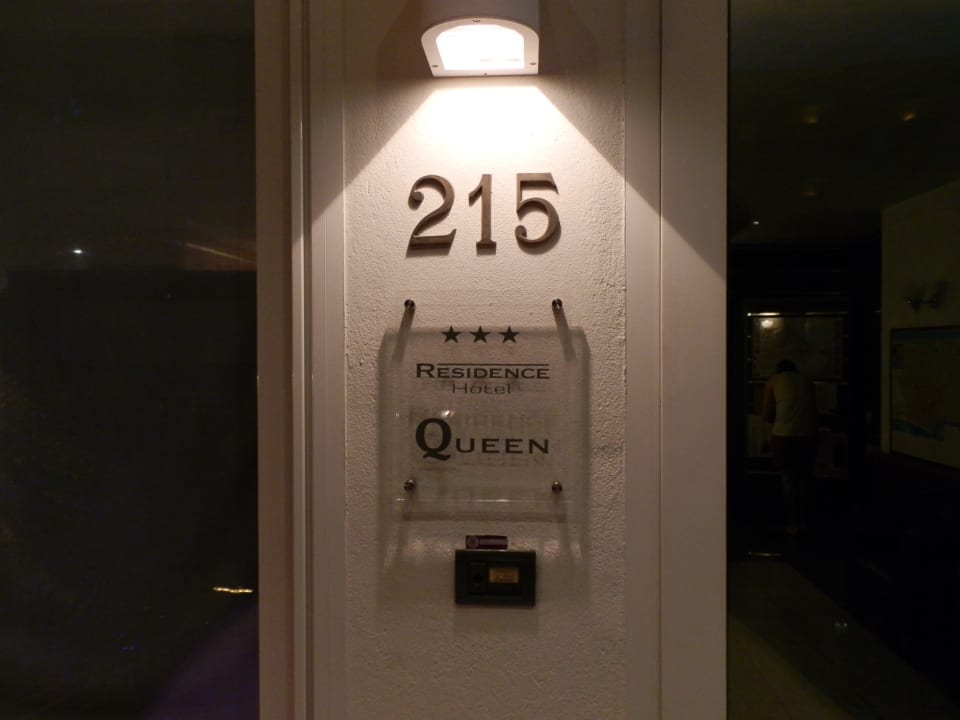 215
★★★
RESIDENCE
Hotel
QUEEN